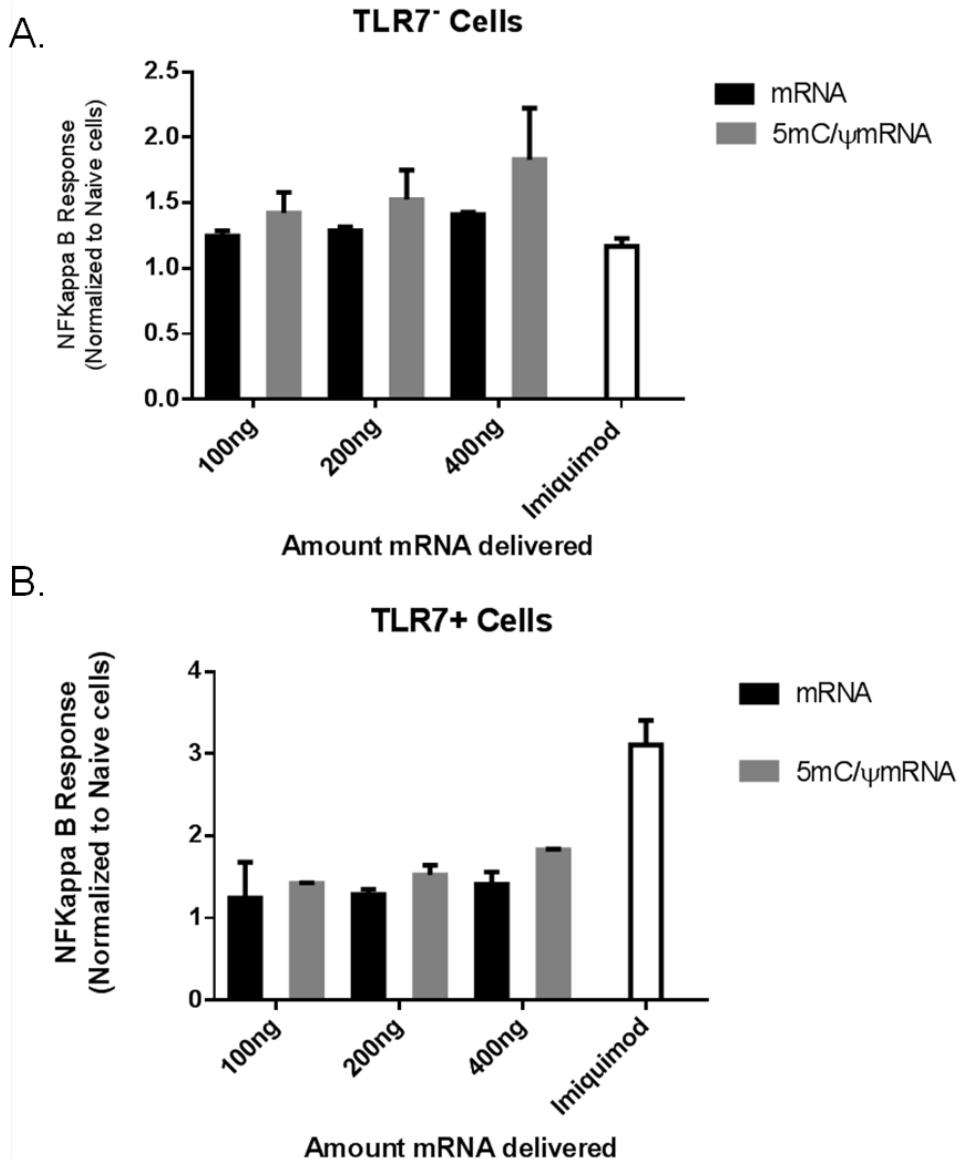 A.
TLR7⁻ Cells
NFKappa B Response
(Normalized to Naive cells)
2.5
2.0
1.5
1.0
0.5
0.0
mRNA
5mC/ψmRNA
100ng
200ng
400ng
Imiquimod
Amount mRNA delivered
B.
TLR7+ Cells
NFKappa B Response
(Normalized to Naive cells)
4
3
2
1
0
mRNA
5mC/ψmRNA
100ng
200ng
400ng
Imiquimod
Amount mRNA delivered